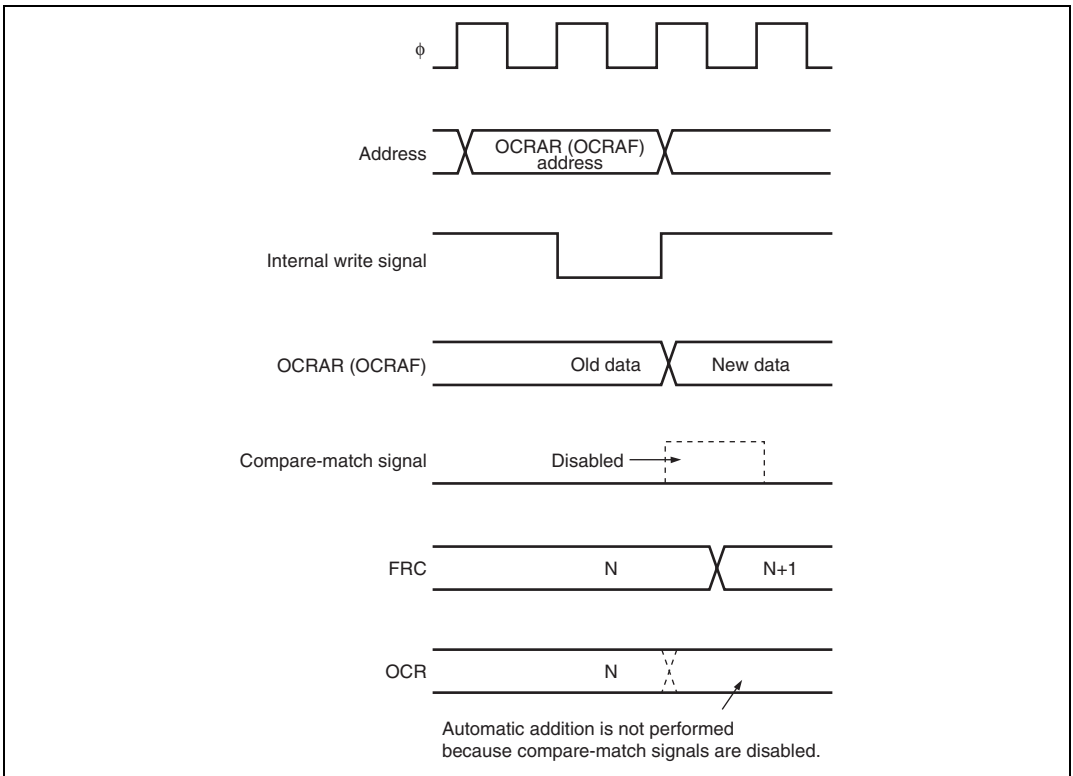 ϕ
Address
OCRAR (OCRAF)
address
Internal write signal
OCRAR (OCRAF)
Old data
New data
Compare-match signal
Disabled
FRC
N
N+1
OCR
N
Automatic addition is not performed
because compare-match signals are disabled.